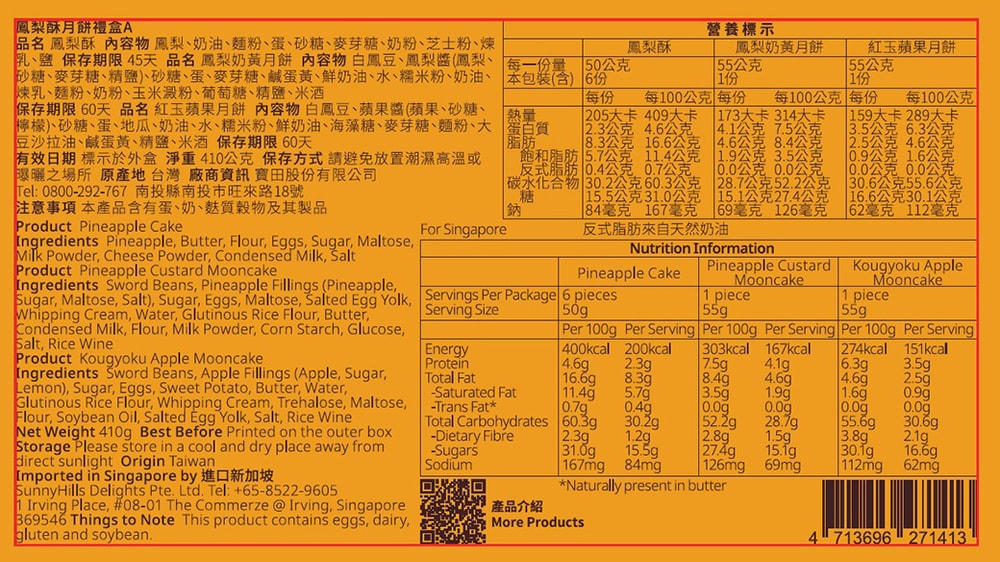 鳳梨酥月餅禮盒A
品名 鳳梨酥 內容物 鳳梨、奶油、麵粉、蛋、砂糖、麥芽糖、奶粉、芝士粉、煉
乳、鹽 保存期限 45天 品名 鳳梨奶黃月餅 內容物 白鳳豆、鳳梨醬(鳳梨、
砂糖、麥芽糖、精鹽)、砂糖、蛋、麥芽糖、鹹蛋黃、鮮奶油、水、糯米粉、奶油、
煉乳、麵粉、奶粉、玉米澱粉、葡萄糖、精鹽、米酒
保存期限 60天 品名 紅玉蘋果月餅 內容物 白鳳豆、蘋果醬(蘋果、砂糖、
檸檬)、砂糖、蛋、地瓜、奶油、水、糯米粉、鮮奶油、海藻糖、麥芽糖、麵粉、大
豆沙拉油、鹹蛋黃、精鹽、米酒 保存期限 60天
有效日期 標示於外盒 淨重 410公克 保存方式 請避免放置潮濕高溫或
曝曬之場所 原產地 台灣 廠商資訊 寶田股份有限公司
Tel: 0800-292-767 南投縣南投市旺來路18號
注意事項 本產品含有蛋、奶、麩質穀物及其製品
Product Pineapple Cake
Ingredients Pineapple, Butter, Flour, Eggs, Sugar, Maltose,
Milk Powder, Cheese Powder, Condensed Milk, Salt
Product Pineapple Custard Mooncake
Ingredients Sword Beans, Pineapple Fillings (Pineapple,
Sugar, Maltose, Salt), Sugar, Eggs, Maltose, Salted Egg Yolk,
Whipping Cream, Water, Glutinous Rice Flour, Butter,
Condensed Milk, Flour, Milk Powder, Corn Starch, Glucose,
Salt, Rice Wine
Product Kougyoku Apple Mooncake
Ingredients Sword Beans, Apple Fillings (Apple, Sugar,
Lemon), Sugar, Eggs, Sweet Potato, Butter, Water,
Glutinous Rice Flour, Whipping Cream, Trehalose, Maltose,
Flour, Soybean Oil, Salted Egg Yolk, Salt, Rice Wine
Net Weight 410g Best Before Printed on the outer box
Storage Please store in a cool and dry place away from
direct sunlight Origin Taiwan
Imported in Singapore by 進口新加坡
SunnyHills Delights Pte. Ltd. Tel: +65-8522-9605
1 Irving Place, #08-01 The Commerze @ Irving, Singapore
369546 Things to Note This product contains eggs, dairy,
gluten and soybean.
營養標示
鳳梨酥 鳳梨奶黃月餅 紅玉蘋果月餅
每一份量 50公克 55公克 55公克
本包裝(含) 6份 1份 1份
每份 每100公克 每份 每100公克 每份 每100公克
熱量 205大卡 409大卡 173大卡 314大卡 159大卡 289大卡
蛋白質 2.3公克 4.6公克 4.1公克 7.5公克 3.5公克 6.3公克
脂肪 8.3公克 16.6公克 4.6公克 8.4公克 2.5公克 4.6公克
飽和脂肪 5.7公克 11.4公克 1.9公克 3.5公克 0.9公克 1.6公克
反式脂肪 0.4公克 0.7公克 0.0公克 0.0公克 0.0公克 0.0公克
碳水化合物 30.2公克 60.3公克 28.7公克 52.2公克 30.6公克 55.6公克
糖 15.5公克 31.0公克 15.1公克 27.4公克 16.6公克 30.1公克
鈉 84毫克 167毫克 69毫克 126毫克 62毫克 112毫克
For Singapore 反式脂肪來自天然奶油
Nutrition Information
Pineapple Cake Pineapple Custard Mooncake Kougyoku Apple Mooncake
Servings Per Package 6 pieces 1 piece 1 piece
Serving Size 50g 55g 55g
Per 100g Per Serving Per 100g Per Serving Per 100g Per Serving
Energy 400kcal 200kcal 303kcal 167kcal 274kcal 151kcal
Protein 4.6g 2.3g 7.5g 4.1g 6.3g 3.5g
Total Fat 16.6g 8.3g 8.4g 4.6g 4.6g 2.5g
-Saturated Fat 11.4g 5.7g 3.5g 1.9g 1.6g 0.9g
-Trans Fat* 0.7g 0.4g 0.0g 0.0g 0.0g 0.0g
Total Carbohydrates 60.3g 30.2g 52.2g 28.7g 55.6g 30.6g
-Dietary Fibre 2.3g 1.2g 2.8g 1.5g 3.8g 2.1g
-Sugars 31.0g 15.5g 27.4g 15.1g 30.1g 16.6g
Sodium 167mg 84mg 126mg 69mg 112mg 62mg
*Naturally present in butter
產品介紹
More Products
4 713696 271413